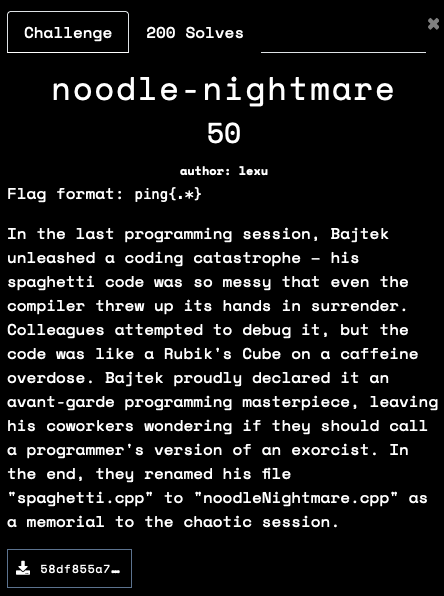 Challenge
200 Solves
✖
noodle-nightmare
50
author: lexu
Flag format: ping{.*}
In the last programming session, Bajtek
unleashed a coding catastrophe – his
spaghetti code was so messy that even the
compiler threw up its hands in surrender.
Colleagues attempted to debug it, but the
code was like a Rubik's Cube on a caffeine
overdose. Bajtek proudly declared it an
avant-garde programming masterpiece, leaving
his coworkers wondering if they should call
a programmer's version of an exorcist. In
the end, they renamed his file
"spaghetti.cpp" to "noodleNightmare.cpp" as
a memorial to the chaotic session.
58df855a7…